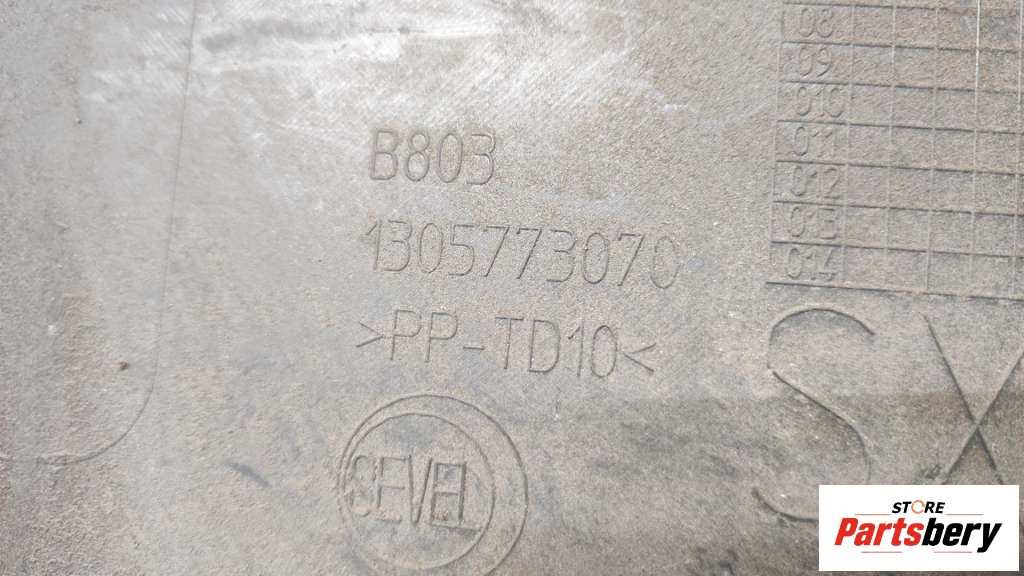 08
09
010
011
012
013
014
B803
1305773070
>PP-TD10<
SEVEL
SX
STORE
Partsbery